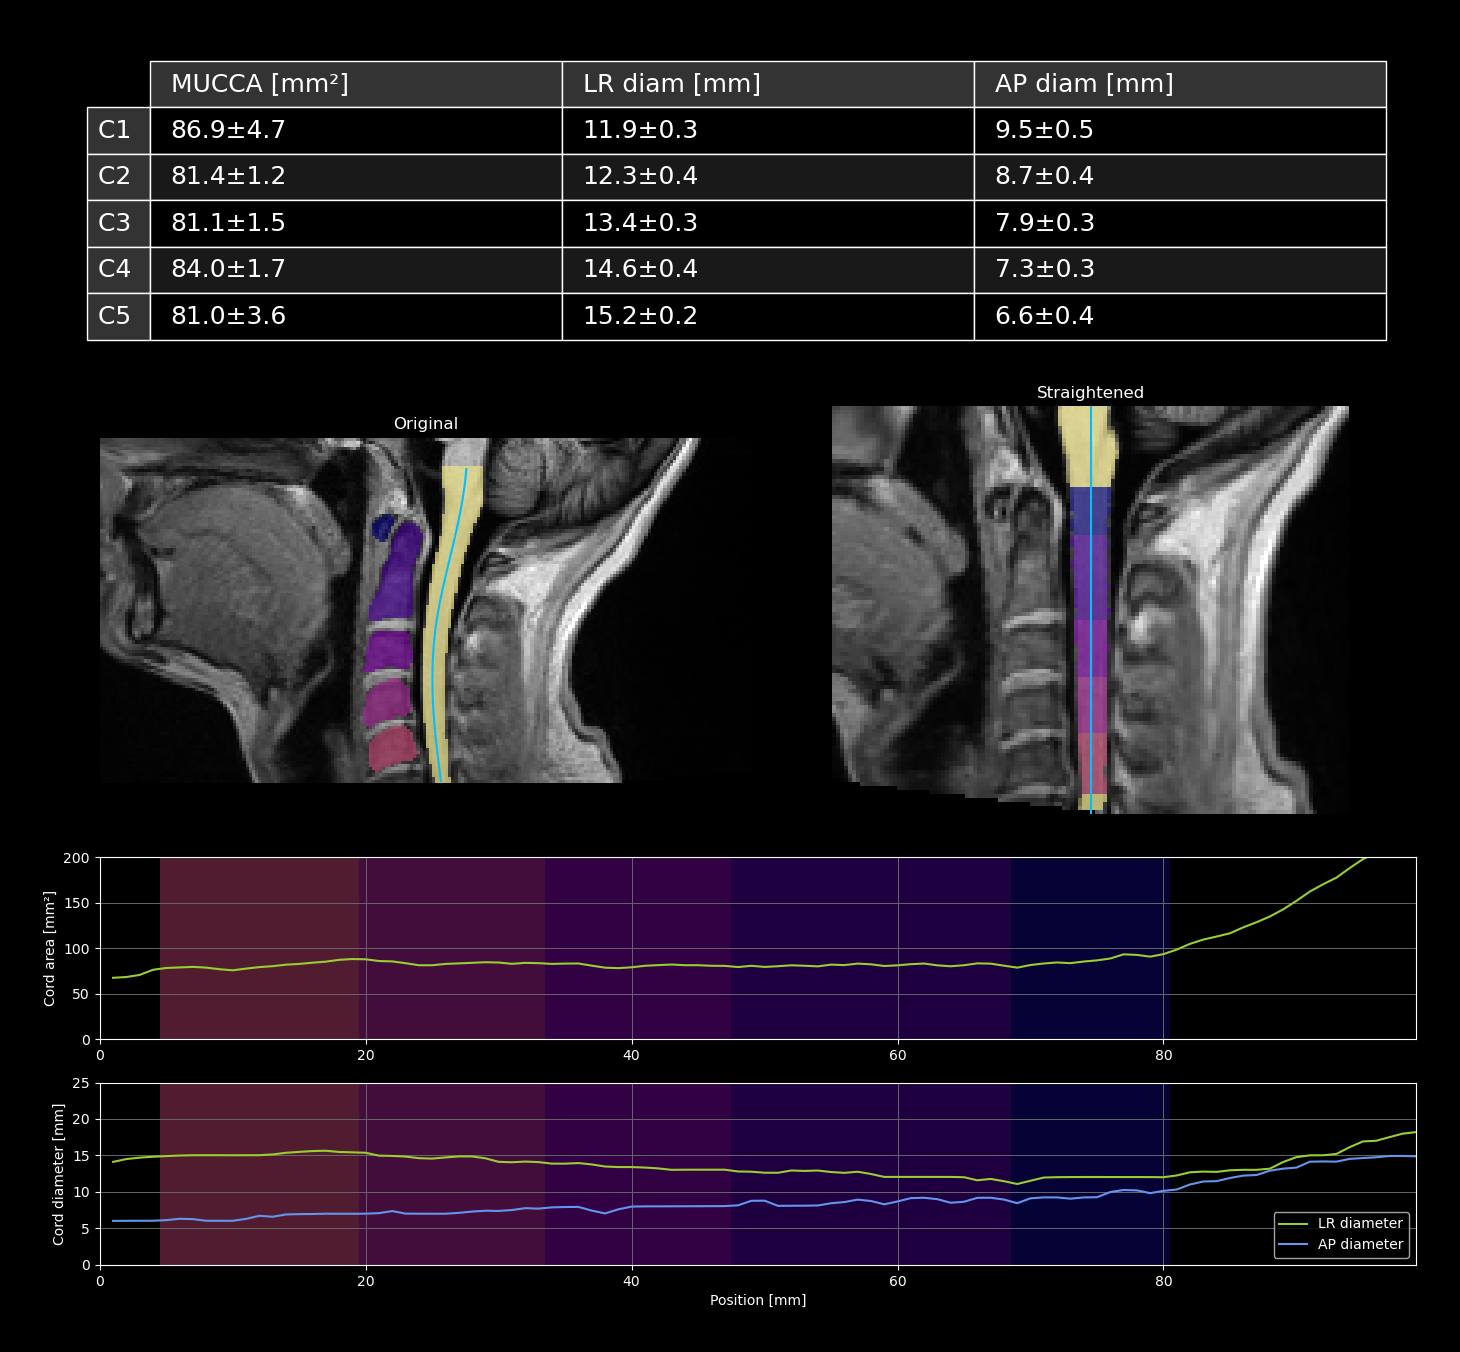 MUCCA [mm²] LR diam [mm] AP diam [mm]
C1 86.9±4.7 11.9±0.3 9.5±0.5
C2 81.4±1.2 12.3±0.4 8.7±0.4
C3 81.1±1.5 13.4±0.3 7.9±0.3
C4 84.0±1.7 14.6±0.4 7.3±0.3
C5 81.0±3.6 15.2±0.2 6.6±0.4
Original
Straightened
Cord area [mm²]
200
150
100
50
0
0 20 40 60 80
Cord diameter [mm]
25
20
15
10
5
0
LR diameter
AP diameter
0 20 40 60 80
Position [mm]